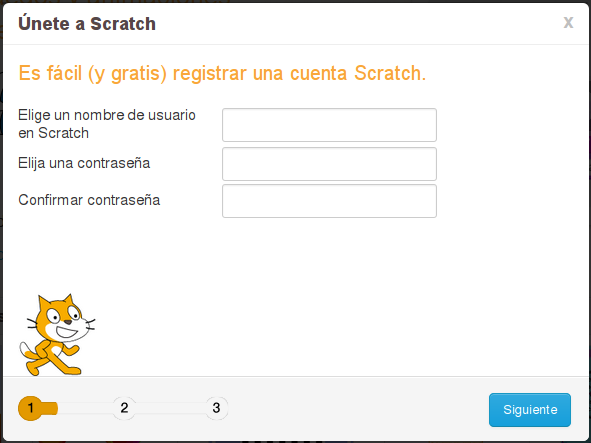 Únete a Scratch
x
Es fácil (y gratis) registrar una cuenta Scratch.
Elige un nombre de usuario
en Scratch
Elija una contraseña
Confirmar contraseña
1 2 3
Siguiente